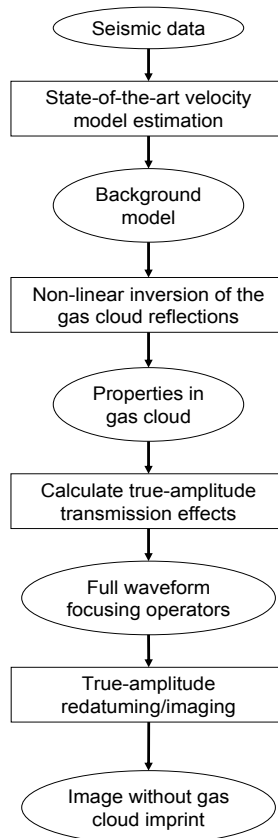 Seismic data
State-of-the-art velocity
model estimation
Background
model
Non-linear inversion of the
gas cloud reflections
Properties in
gas cloud
Calculate true-amplitude
transmission effects
Full waveform
focusing operators
True-amplitude
redatuming/imaging
Image without gas
cloud imprint